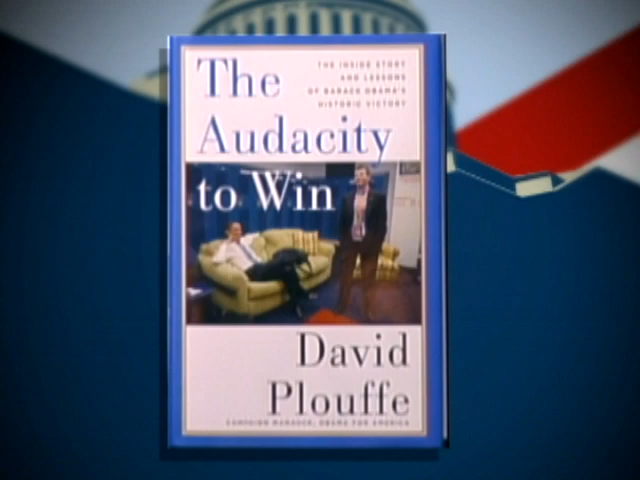 The
THE INSIDE STORY
AND LESSONS
OF BARACK OBAMA'S
HISTORIC VICTORY
Audacity
to Win
David
Plouffe
CAMPAIGN MANAGER, OBAMA FOR AMERICA